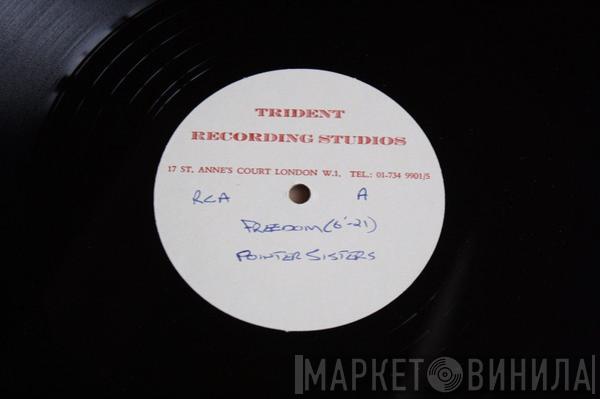 TRIDENT
RECORDING STUDIOS
17 ST. ANNE'S COURT LONDON W.1. TEL.: 01-734 9901/5
RCA A
FREEDOM (6'-21)
POINTER SISTERS
МАРКЕТ ВИНИЛА